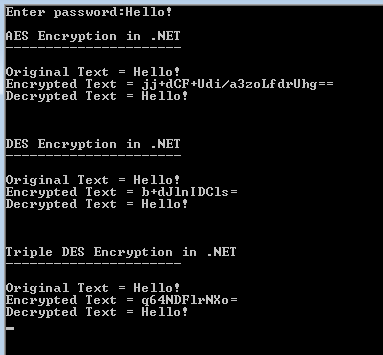 Enter password:Hello!
AES Encryption in .NET
----------------------
Original Text = Hello!
Encrypted Text = jj+dCF+Udi/a3zoLfdrUhg==
Decrypted Text = Hello!
DES Encryption in .NET
----------------------
Original Text = Hello!
Encrypted Text = b+dJlnIDCls=
Decrypted Text = Hello!
Triple DES Encryption in .NET
----------------------
Original Text = Hello!
Encrypted Text = q64NDFlrNXo=
Decrypted Text = Hello!